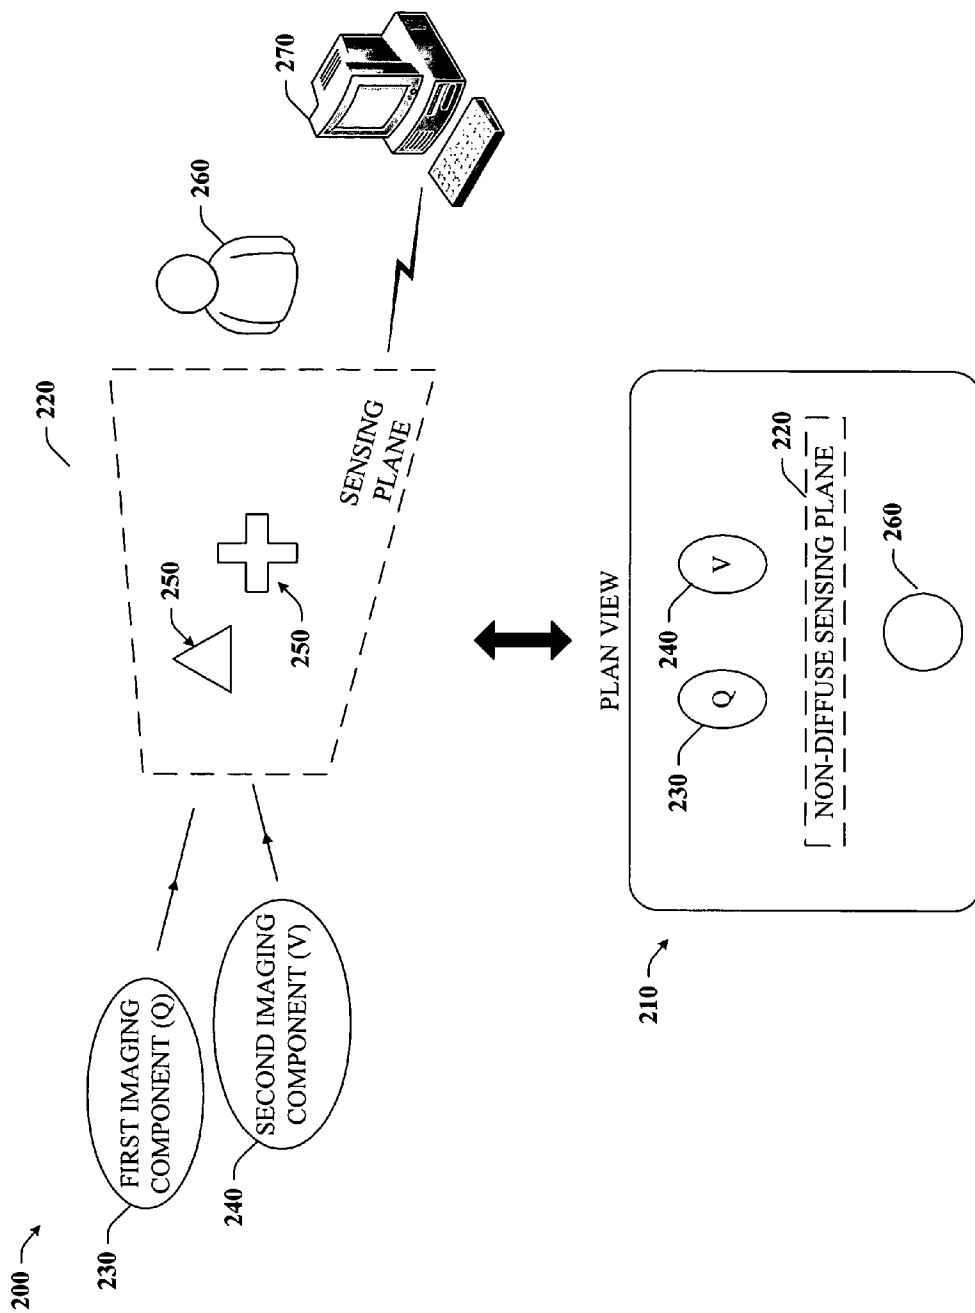 200
230
FIRST IMAGING
COMPONENT (Q)
240
SECOND IMAGING
COMPONENT (V)
220
250
250
SENSING
PLANE
260
270
210
PLAN VIEW
230
Q
240
V
220
NON-DIFFUSE SENSING PLANE
260